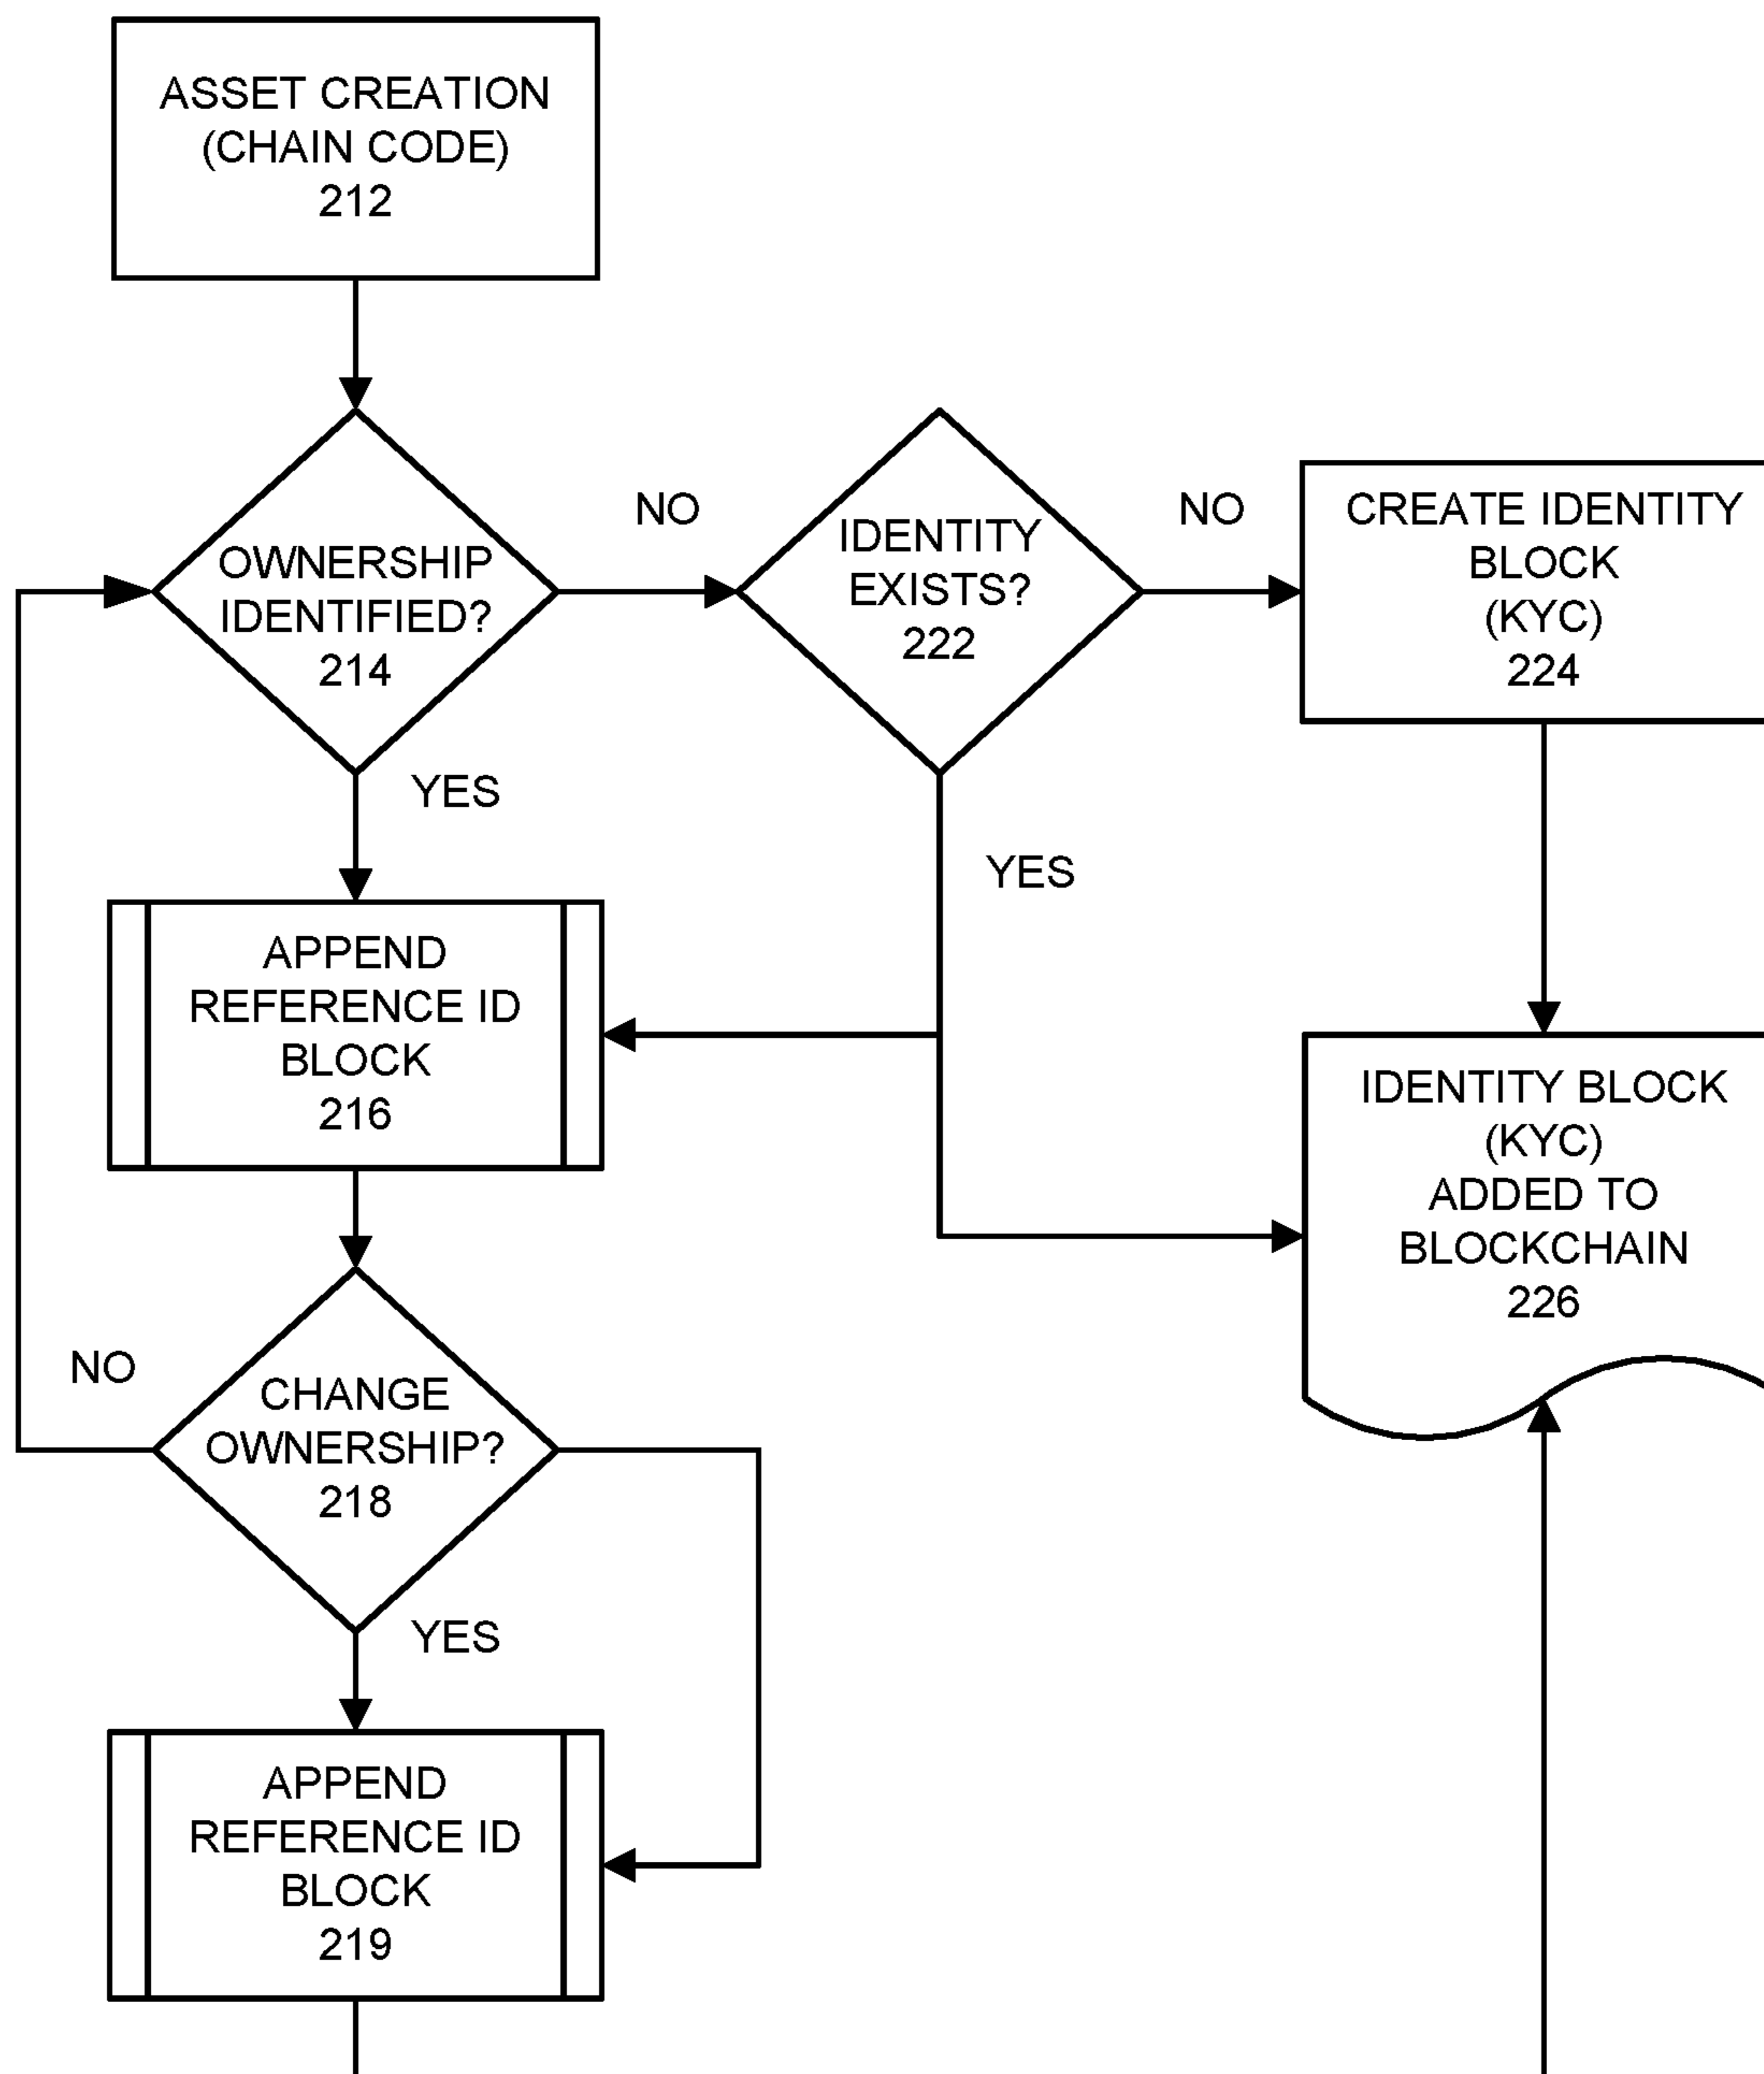 ASSET CREATION
(CHAIN CODE)
212
OWNERSHIP
IDENTIFIED?
214
NO
IDENTITY
EXISTS?
222
NO
CREATE IDENTITY
BLOCK
(KYC)
224
YES
YES
APPEND
REFERENCE ID
BLOCK
216
IDENTITY BLOCK
(KYC)
ADDED TO
BLOCKCHAIN
226
NO
CHANGE
OWNERSHIP?
218
YES
APPEND
REFERENCE ID
BLOCK
219